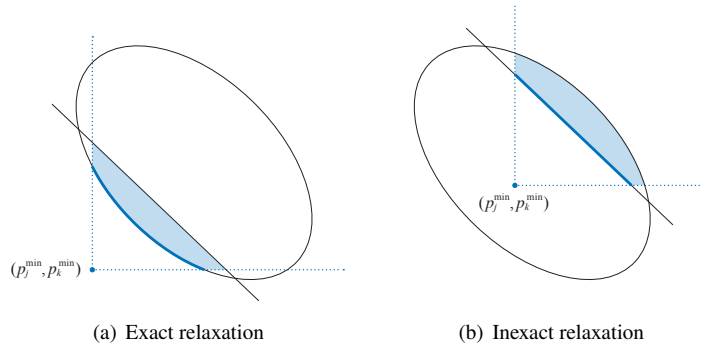 (p_j^min, p_k^min)
(p_j^min, p_k^min)
(a) Exact relaxation
(b) Inexact relaxation